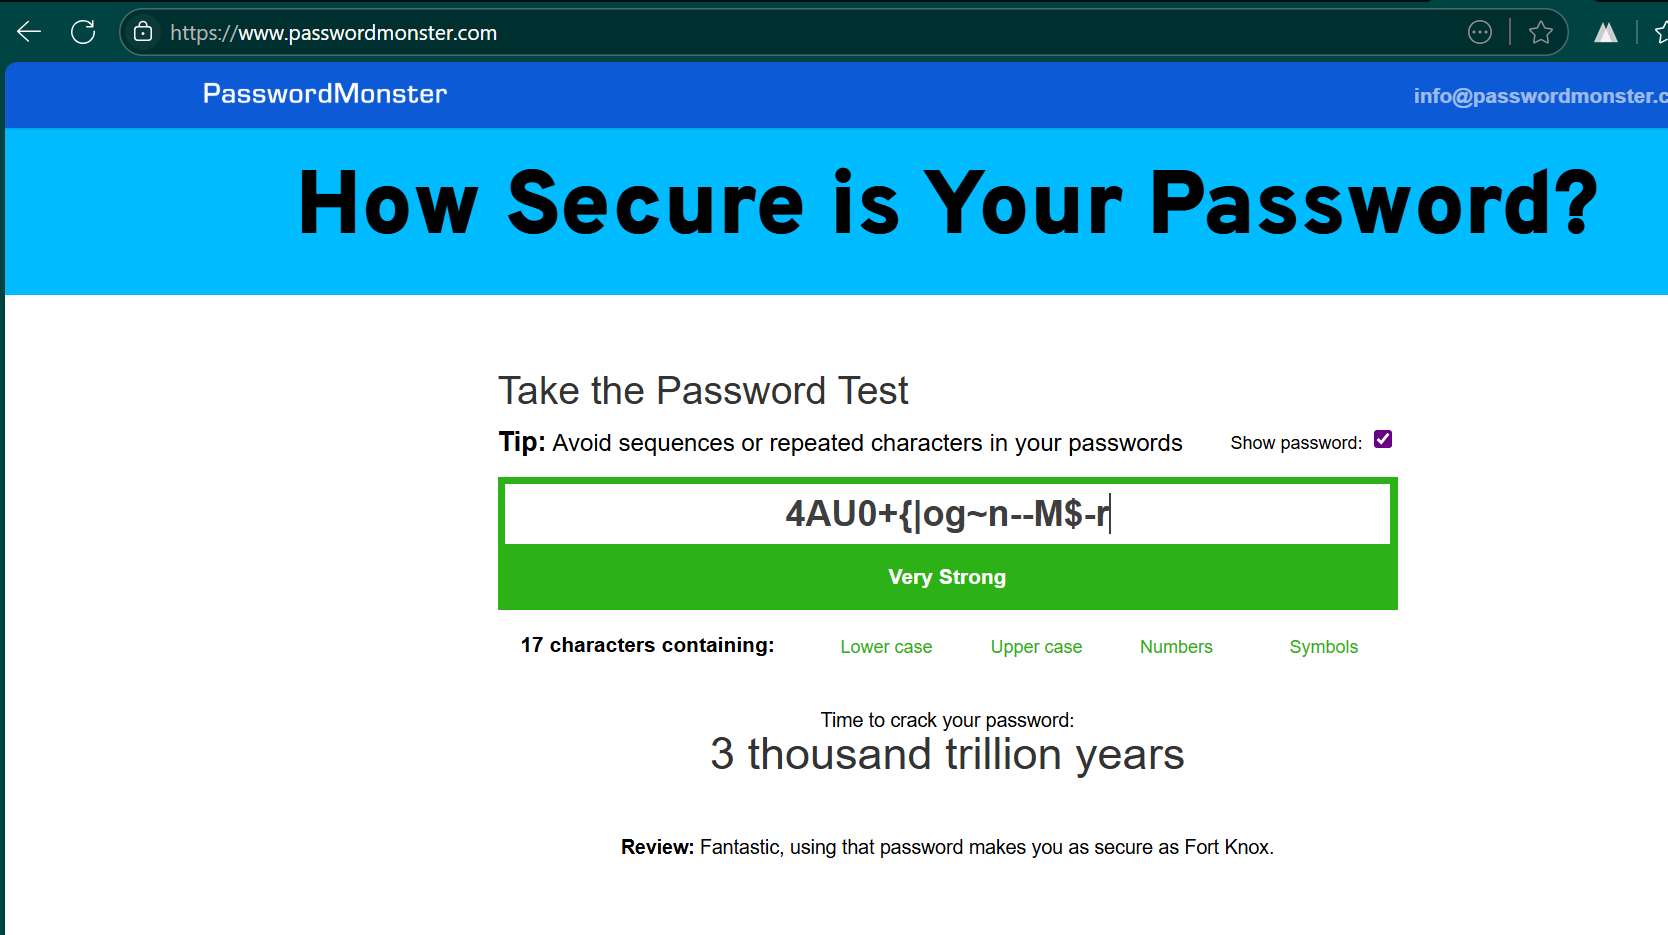 https://www.passwordmonster.com
PasswordMonster
info@passwordmonster.c
How Secure is Your Password?
Take the Password Test
Tip: Avoid sequences or repeated characters in your passwords
Show password:
4AU0+{|og~n--M$-r
Very Strong
17 characters containing:
Lower case
Upper case
Numbers
Symbols
Time to crack your password:
3 thousand trillion years
Review: Fantastic, using that password makes you as secure as Fort Knox.